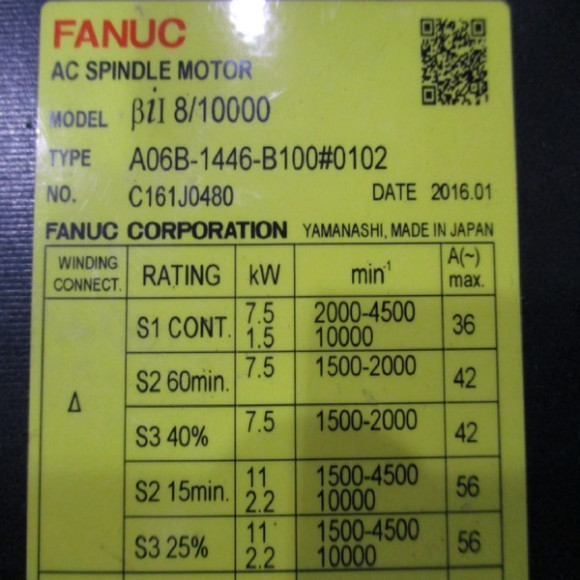 FANUC
AC SPINDLE MOTOR
MODEL βiI 8/10000
TYPE A06B-1446-B100#0102
NO. C161J0480 DATE 2016.01
FANUC CORPORATION YAMANASHI, MADE IN JAPAN
WINDING CONNECT. RATING kW min⁻¹ A(~) max.
Δ
S1 CONT. 7.5 2000-4500 36
1.5 10000
S2 60min. 7.5 1500-2000 42
S3 40% 7.5 1500-2000 42
S2 15min. 11 1500-4500 56
2.2 10000
S3 25% 11 1500-4500 56
2.2 10000